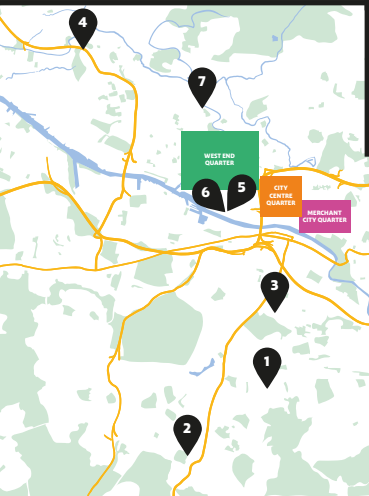 4
7
WEST END
QUARTER
6
5
CITY
CENTRE
QUARTER
MERCHANT
CITY QUARTER
3
1
2